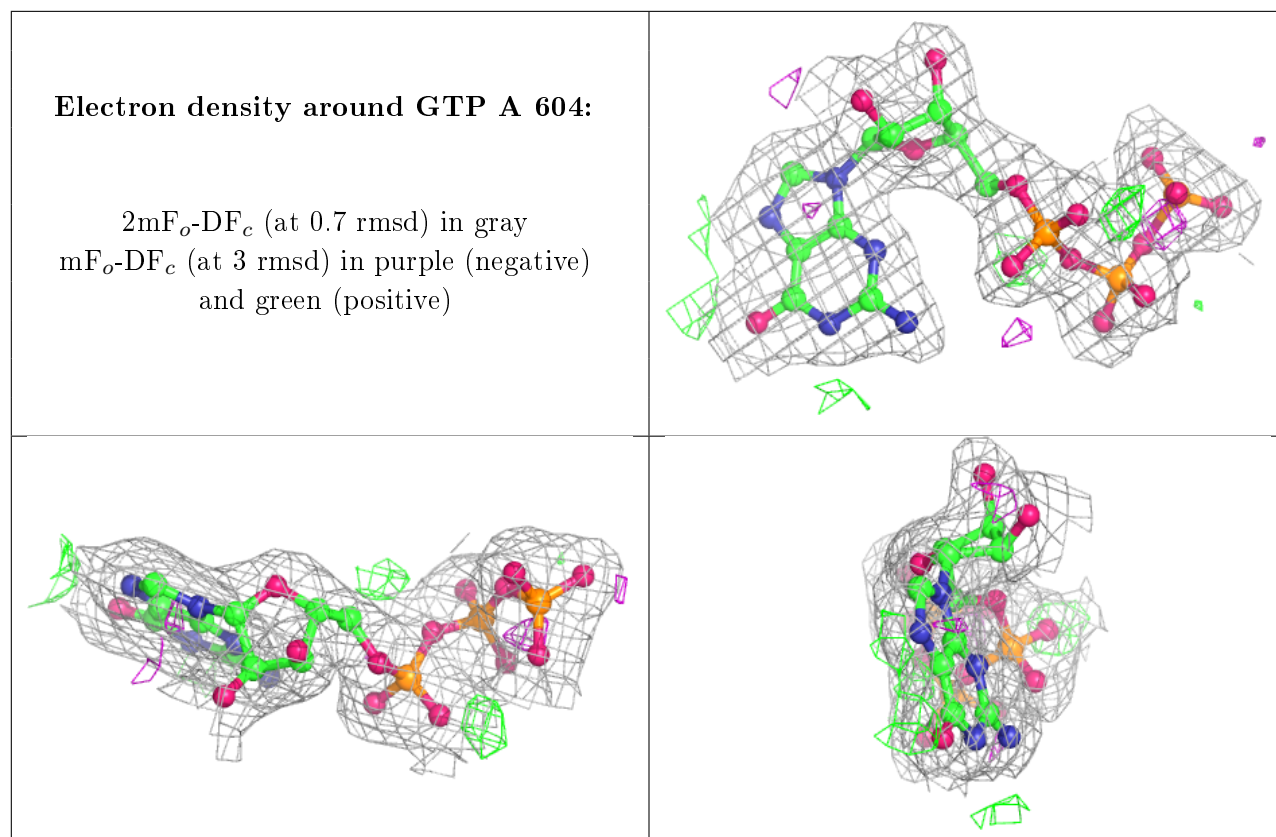 Electron density around GTP A 604:
2mFo-DFc (at 0.7 rmsd) in gray
mFo-DFc (at 3 rmsd) in purple (negative)
and green (positive)